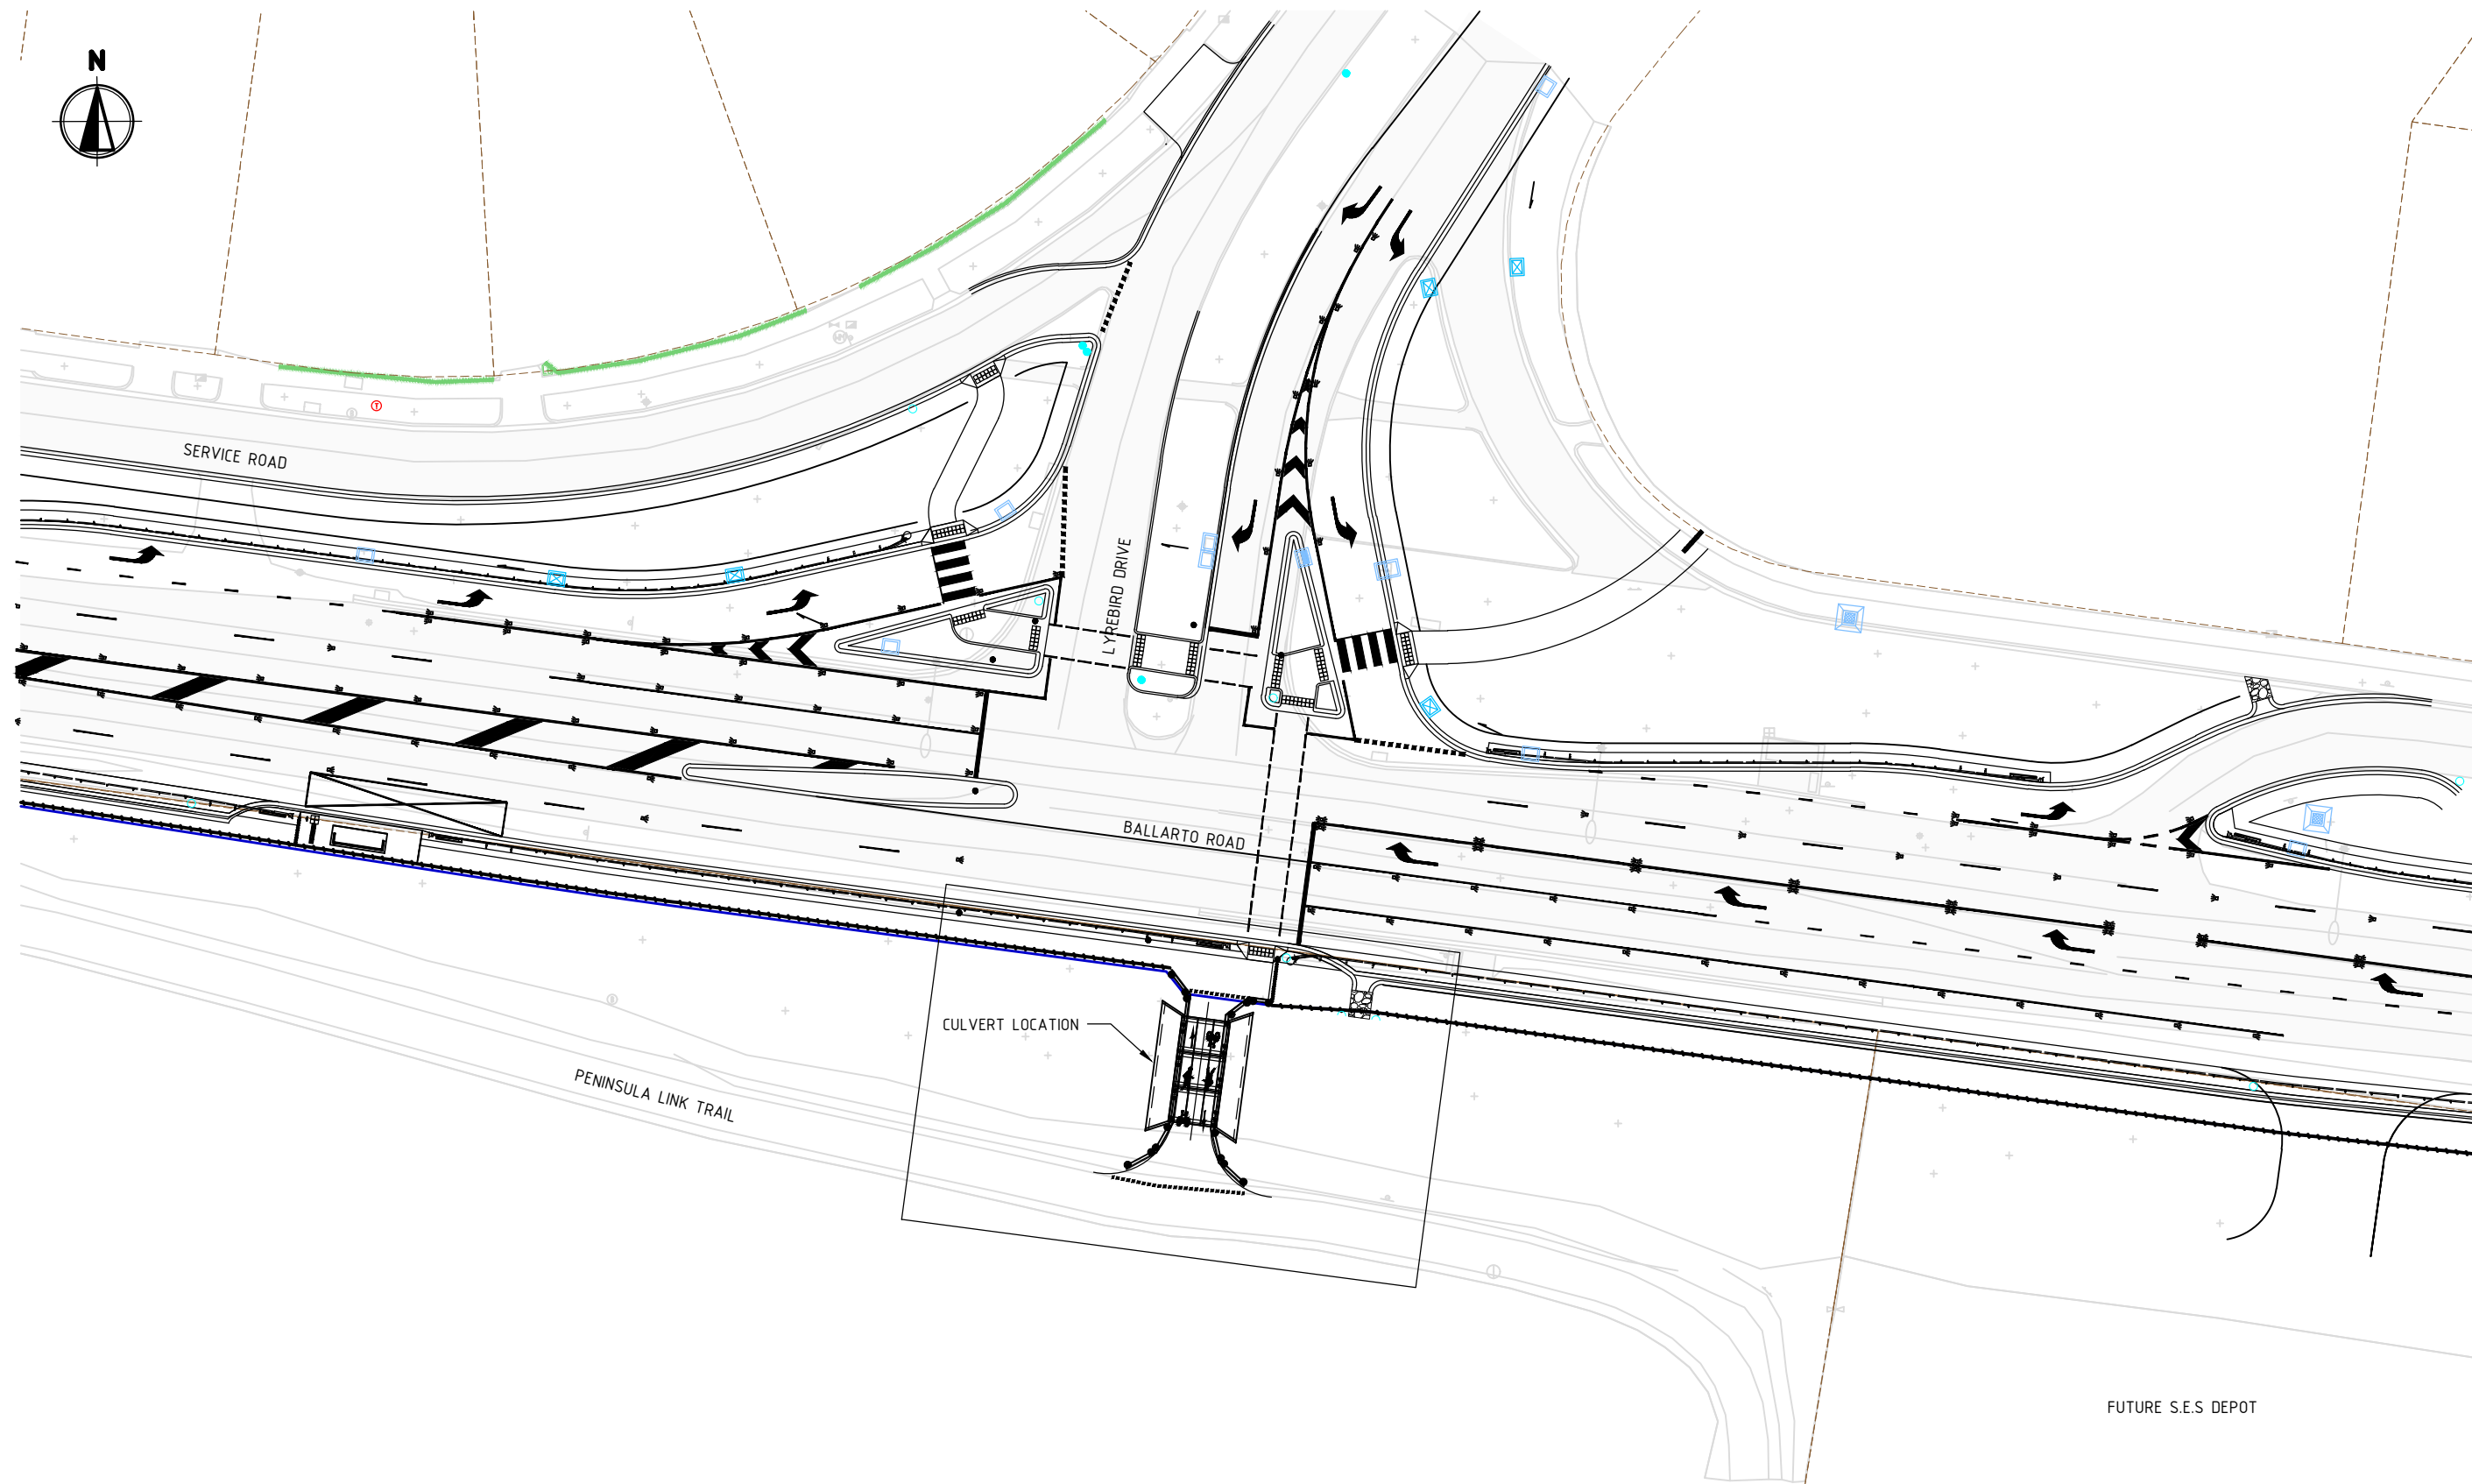 N
SERVICE ROAD
LYREBIRD DRIVE
BALLARTO ROAD
CULVERT LOCATION
PENINSULA LINK TRAIL
FUTURE S.E.S DEPOT